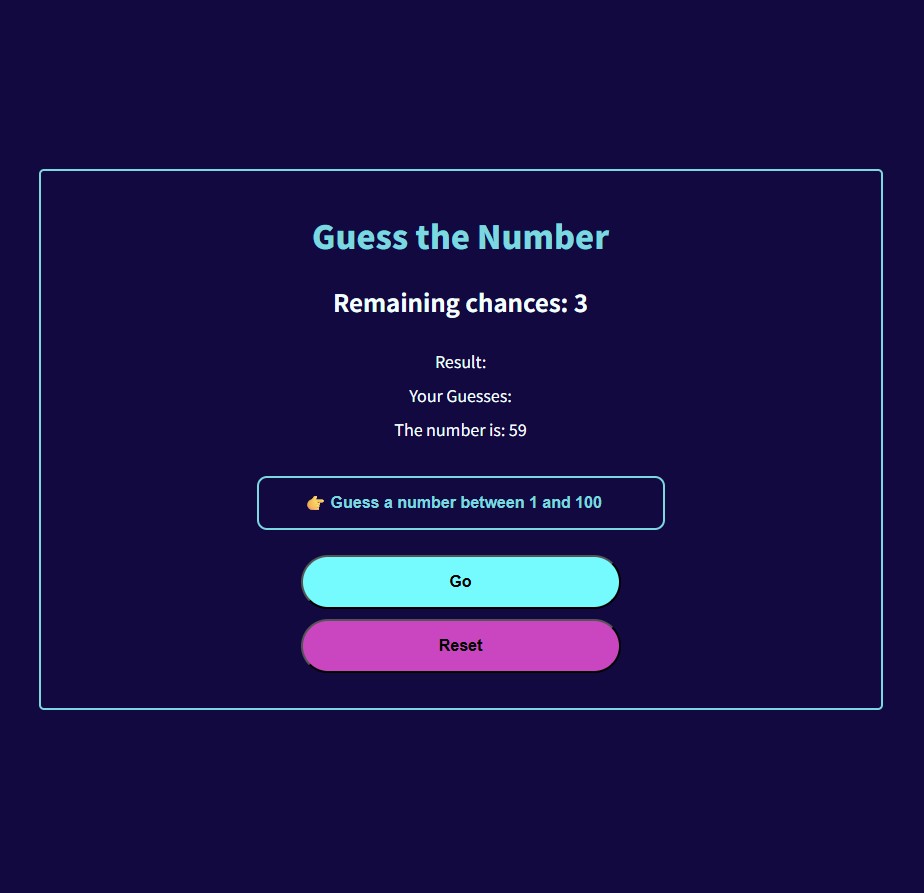 Guess the Number
Remaining chances: 3
Result:
Your Guesses:
The number is: 59
👉 Guess a number between 1 and 100
Go
Reset